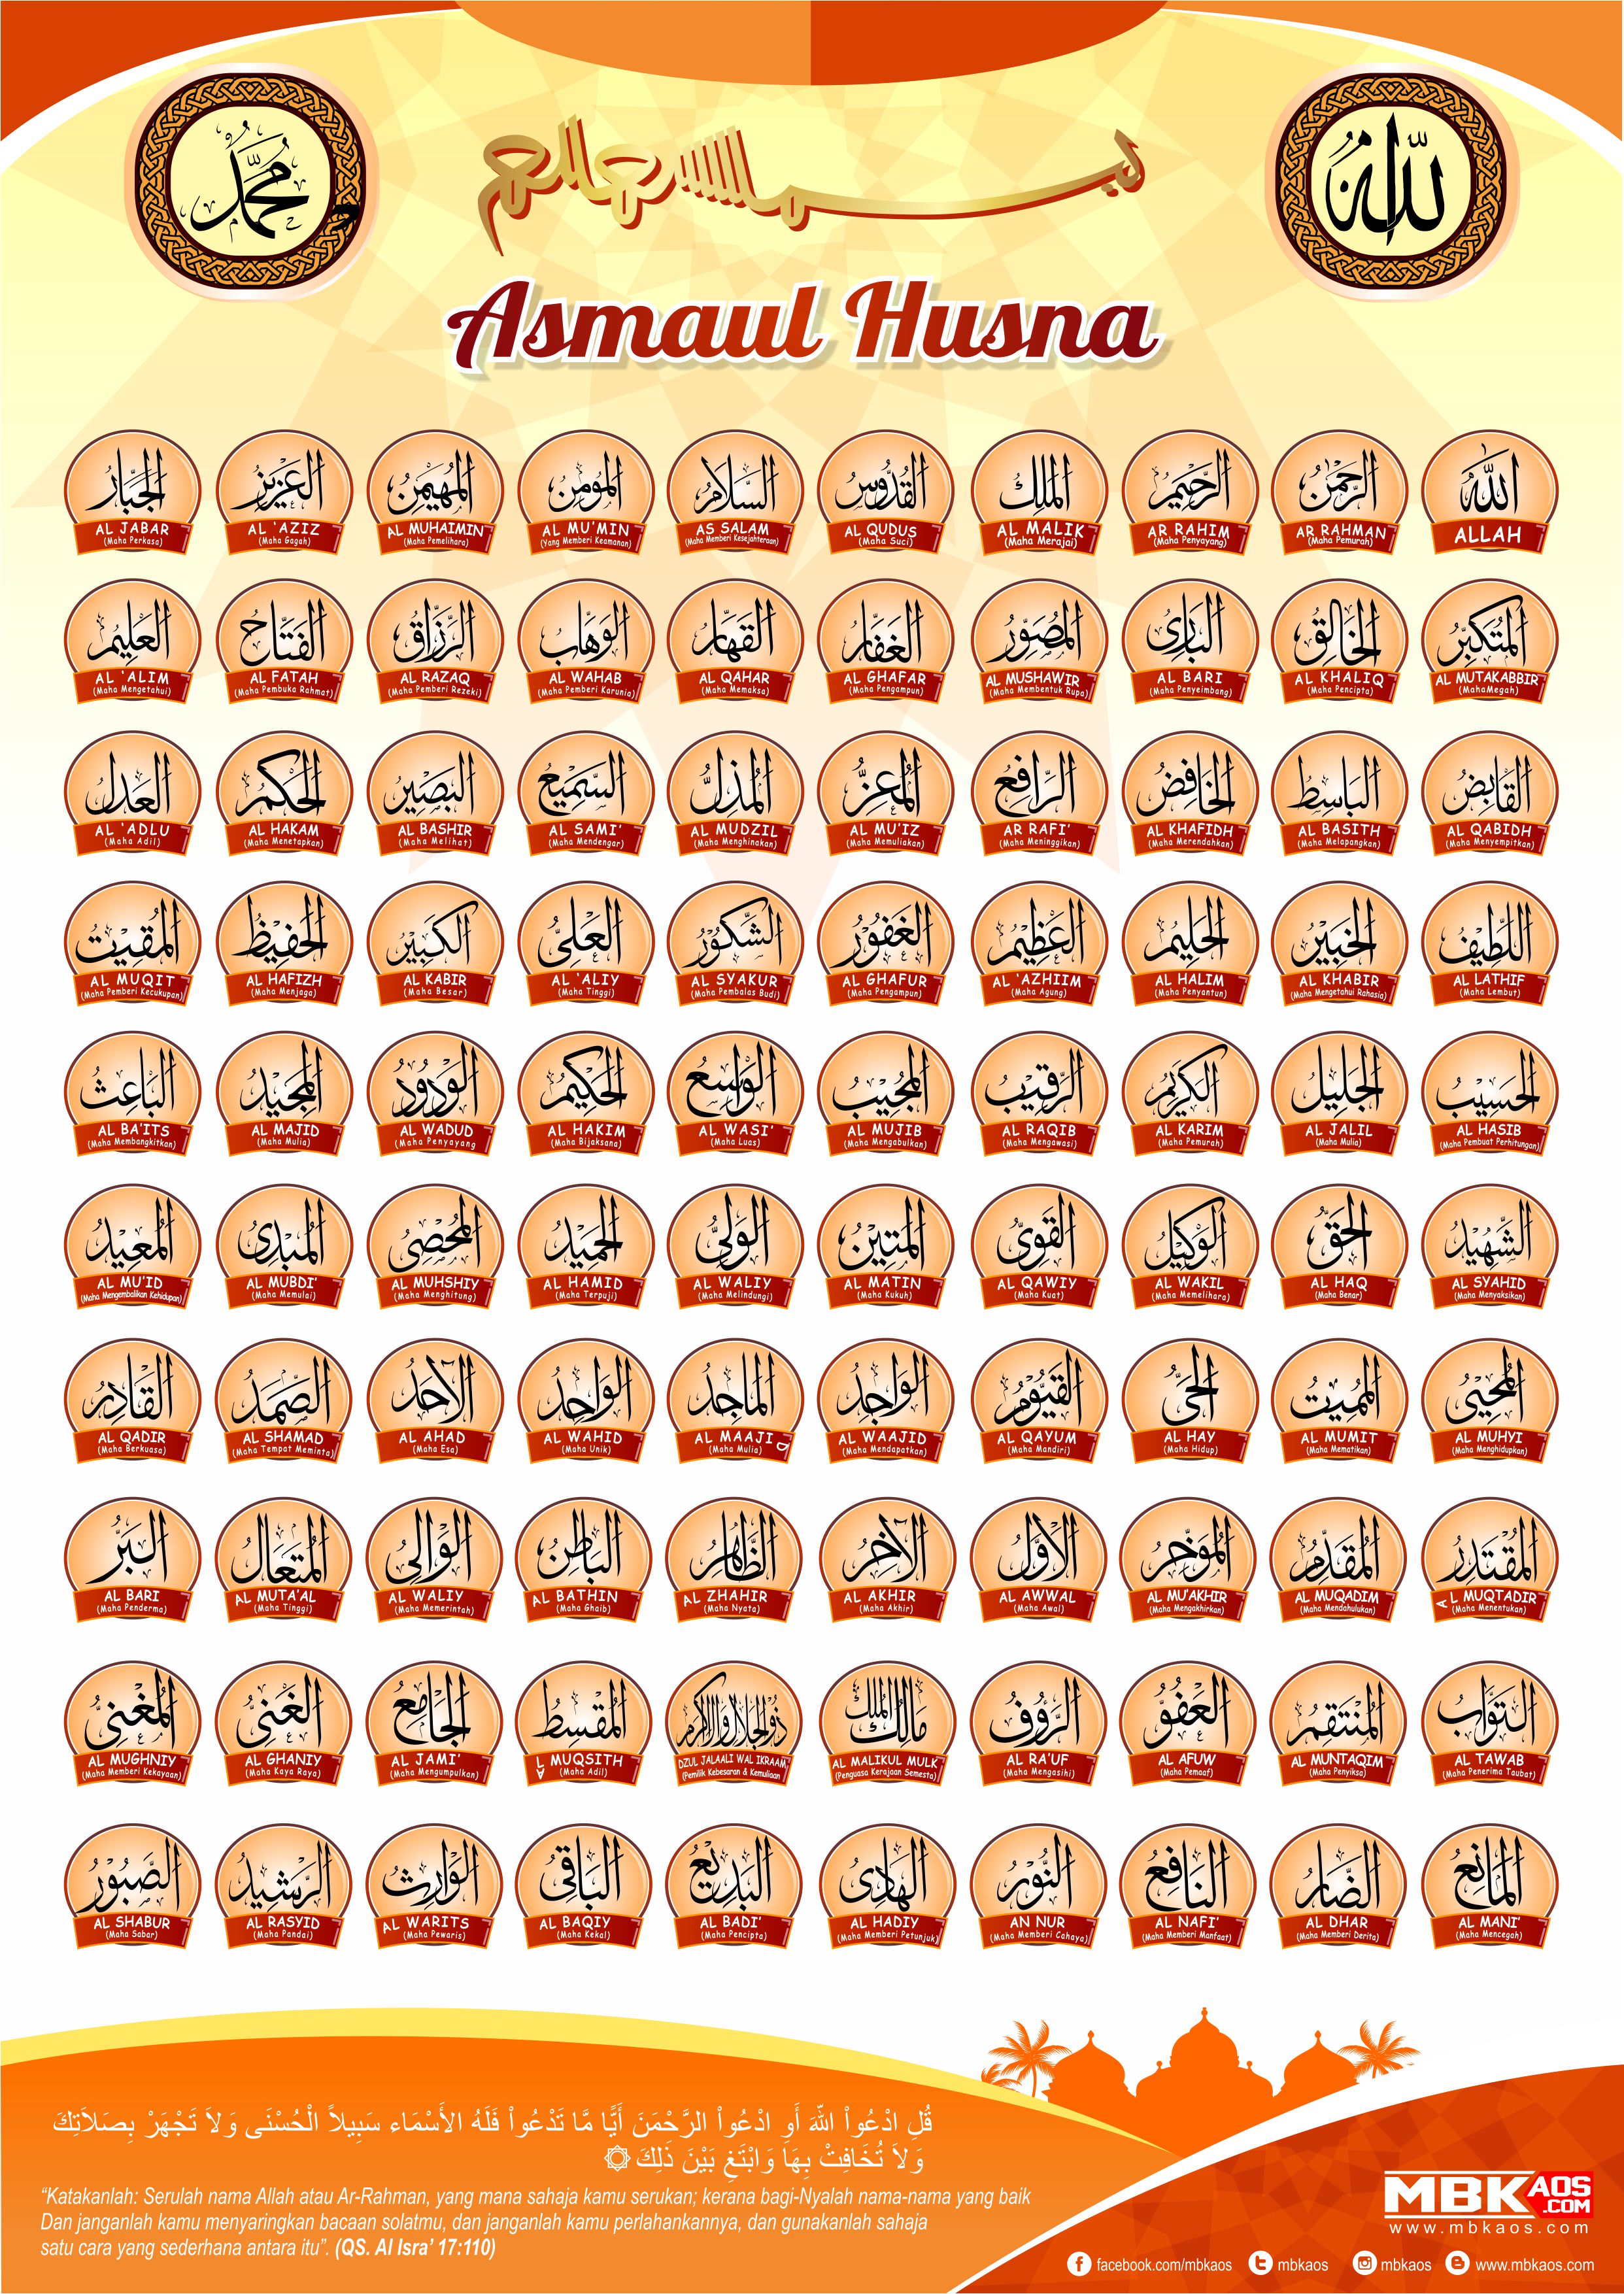 الله
محمد
بسم الله الرحمن الرحيم
Asmaul Husna
الله
ALLAH
الرحمن
AR RAHMAN
(Maha Pemurah)
الرحيم
AR RAHIM
(Maha Penyayang)
الملك
AL MALIK
(Maha Merajai)
القدوس
AL QUDUS
(Maha Suci)
السلام
AS SALAM
(Maha Memberi Kesejahteraan)
المومن
AL MU'MIN
(Yang Memberi Keamanan)
المهيمن
AL MUHAIMIN
(Maha Pemelihara)
العزيز
AL 'AZIZ
(Maha Gagah)
الجبار
AL JABAR
(Maha Perkasa)
المتكبر
AL MUTAKABBIR
(MahaMegah)
الخالق
AL KHALIQ
(Maha Pencipta)
البارى
AL BARI
(Maha Penyeimbang)
المصور
AL MUSHAWIR
(Maha Membentuk Rupa)
الغفار
AL GHAFAR
(Maha Pengampun)
القهار
AL QAHAR
(Maha Memaksa)
الوهاب
AL WAHAB
(Maha Pemberi Karunia)
الرزاق
AL RAZAQ
(Maha Pemberi Rezeki)
الفتاح
AL FATAH
(Maha Pembuka Rahmat)
العليم
AL 'ALIM
(Maha Mengetahui)
القابض
AL QABIDH
(Maha Menyempitkan)
الباسط
AL BASITH
(Maha Melapangkan)
الخافض
AL KHAFIDH
(Maha Merendahkan)
الرافع
AR RAFI'
(Maha Meninggikan)
المعز
AL MU'IZ
(Maha Memuliakan)
المذل
AL MUDZIL
(Maha Menghinakan)
السميع
AL SAMI'
(Maha Mendengar)
البصير
AL BASHIR
(Maha Melihat)
الحكم
AL HAKAM
(Maha Menetapkan)
العدل
AL 'ADLU
(Maha Adil)
اللطيف
AL LATHIF
(Maha Lembut)
الخبير
AL KHABIR
(Maha Mengetahui Rahasia)
الحليم
AL HALIM
(Maha Penyantun)
العظيم
AL 'AZHIIM
(Maha Agung)
الغفور
AL GHAFUR
(Maha Pengampun)
الشكور
AL SYAKUR
(Maha Pembalas Budi)
العلى
AL 'ALIY
(Maha Tinggi)
الكبير
AL KABIR
(Maha Besar)
الحفيظ
AL HAFIZH
(Maha Menjaga)
المقيت
AL MUQIT
(Maha Pemberi Kecukupan)
الحسيب
AL HASIB
(Maha Pembuat Perhitungan)
الجليل
AL JALIL
(Maha Mulia)
الكريم
AL KARIM
(Maha Pemurah)
الرقيب
AL RAQIB
(Maha Mengawasi)
المجيب
AL MUJIB
(Maha Mengabulkan)
الواسع
AL WASI'
(Maha Luas)
الحكيم
AL HAKIM
(Maha Bijaksana)
الودود
AL WADUD
(Maha Penyayang
المجيد
AL MAJID
(Maha Mulia)
الباعث
AL BA'ITS
(Maha Membangkitkan)
الشهيد
AL SYAHID
(Maha Menyaksikan)
الحق
AL HAQ
(Maha Benar)
الوكيل
AL WAKIL
(Maha Memelihara)
القوى
AL QAWIY
(Maha Kuat)
المتين
AL MATIN
(Maha Kukuh)
الولى
AL WALIY
(Maha Melindungi)
الحميد
AL HAMID
(Maha Terpuji)
المحصى
AL MUHSHIY
(Maha Menghitung)
المبدى
AL MUBDI'
(Maha Memulai)
المعيد
AL MU'ID
(Maha Mengembalikan Kehidupan)
المحيى
AL MUHYI
(Maha Menghidupkan)
المميت
AL MUMIT
(Maha Mematikan)
الحى
AL HAY
(Maha Hidup)
القيوم
AL QAYUM
(Maha Mandiri)
الواجد
AL WAAJID
(Maha Mendapatkan)
الماجد
AL MAAJID
(Maha Mulia)
الواحد
AL WAHID
(Maha Unik)
الآحد
AL AHAD
(Maha Esa)
الصمد
AL SHAMAD
(Maha Tempat Meminta)
القادر
AL QADIR
(Maha Berkuasa)
المقتدر
AL MUQTADIR
(Maha Menentukan)
المقدم
AL MUQADIM
(Maha Mendahulukan)
الموخر
AL MU'AKHIR
(Maha Mengakhirkan)
الاول
AL AWWAL
(Maha Awal)
الآخر
AL AKHIR
(Maha Akhir)
الظاهر
AL ZHAHIR
(Maha Nyata)
الباطن
AL BATHIN
(Maha Ghaib)
الوالى
AL WALIY
(Maha Memerintah)
المتعال
AL MUTA'AL
(Maha Tinggi)
البر
AL BARI
(Maha Penderma)
التواب
AL TAWAB
(Maha Penerima Taubat)
المنتقم
AL MUNTAQIM
(Maha Penyiksa)
العفو
AL AFUW
(Maha Pemaaf)
الرؤف
AL RA'UF
(Maha Mengasihi)
مالك الملك
AL MALIKUL MULK
(Penguasa Kerajaan Semesta)
ذوالجلال والاكرم
DZUL JALAALI WAL IKRAAM
(Pemilik Kebesaran & Kemuliaan)
المقسط
AL MUQSITH
(Maha Adil)
الجامع
AL JAMI'
(Maha Mengumpulkan)
الغنى
AL GHANIY
(Maha Kaya Raya)
المغنى
AL MUGHNIY
(Maha Memberi Kekayaan)
المانع
AL MANI'
(Maha Mencegah)
الضار
AL DHAR
(Maha Memberi Derita)
النافع
AL NAFI'
(Maha Memberi Manfaat)
النور
AN NUR
(Maha Memberi Cahaya)
الهادى
AL HADIY
(Maha Memberi Petunjuk)
البديع
AL BADI'
(Maha Pencipta)
الباقى
AL BAQIY
(Maha Kekal)
الوارث
AL WARITS
(Maha Pewaris)
الرشيد
AL RASYID
(Maha Pandai)
الصبور
AL SHABUR
(Maha Sabar)
قُلِ ادْعُواْ اللهَ أَوِ ادْعُواْ الرَّحْمَنَ أَيًّا مَّا تَدْعُواْ فَلَهُ الأَسْمَاء سَبِيلاً الْحُسْنَى وَلاَ تَجْهَرْ بِصَلاَتِكَ
وَلاَ تُخَافِتْ بِهَا وَابْتَغِ بَيْنَ ذَلِكَ ۞
“Katakanlah: Serulah nama Allah atau Ar-Rahman, yang mana sahaja kamu serukan; kerana bagi-Nyalah nama-nama yang baik
Dan janganlah kamu menyaringkan bacaan solatmu, dan janganlah kamu perlahankannya, dan gunakanlah sahaja
satu cara yang sederhana antara itu”. (QS. Al Isra’ 17:110)
MBKAOS.COM
www.mbkaos.com
facebook.com/mbkaos mbkaos mbkaos www.mbkaos.com